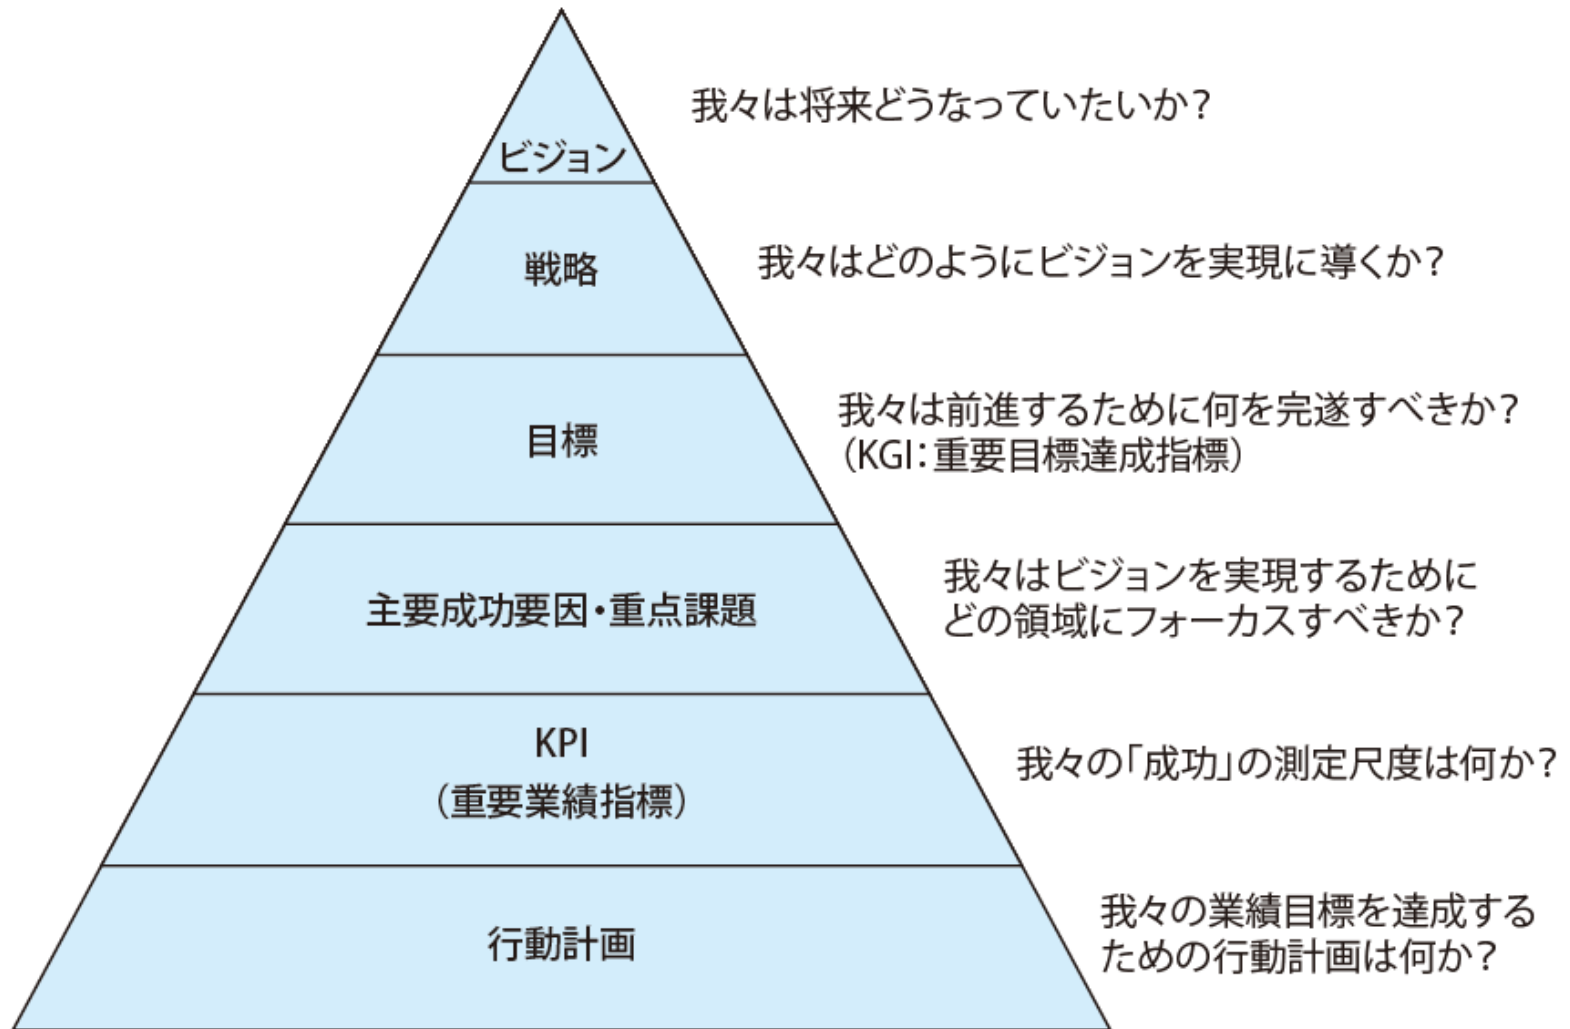 我々は将来どうなっていたいか？
ビジョン
戦略
我々はどのようにビジョンを実現に導くか？
目標
我々は前進するために何を完遂すべきか？
（KGI：重要目標達成指標）
主要成功要因・重点課題
我々はビジョンを実現するために
どの領域にフォーカスすべきか？
KPI
（重要業績指標）
我々の「成功」の測定尺度は何か？
行動計画
我々の業績目標を達成する
ための行動計画は何か？